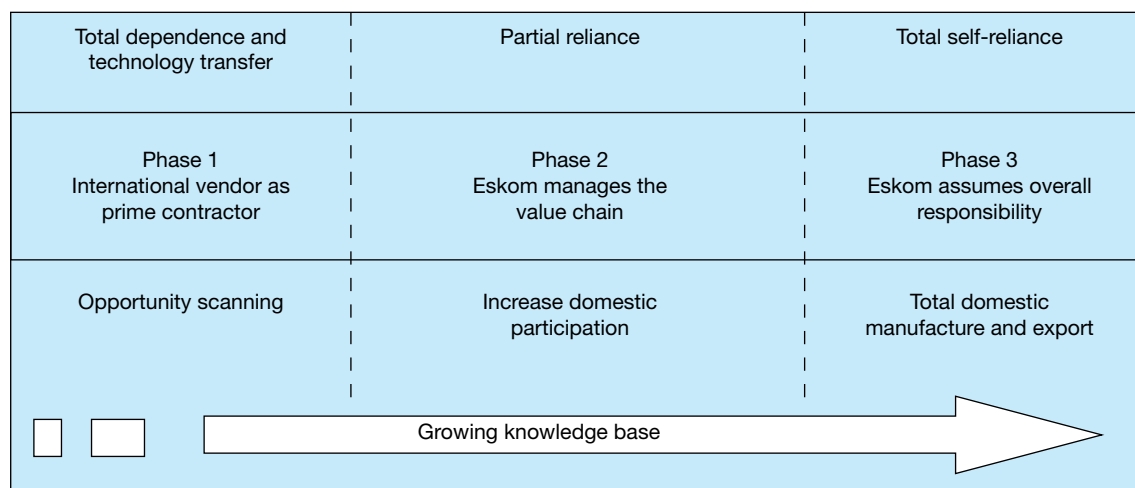 Total dependence and
technology transfer
Partial reliance
Total self-reliance
Phase 1
International vendor as
prime contractor
Phase 2
Eskom manages the
value chain
Phase 3
Eskom assumes overall
responsibility
Opportunity scanning
Increase domestic
participation
Total domestic
manufacture and export
Growing knowledge base